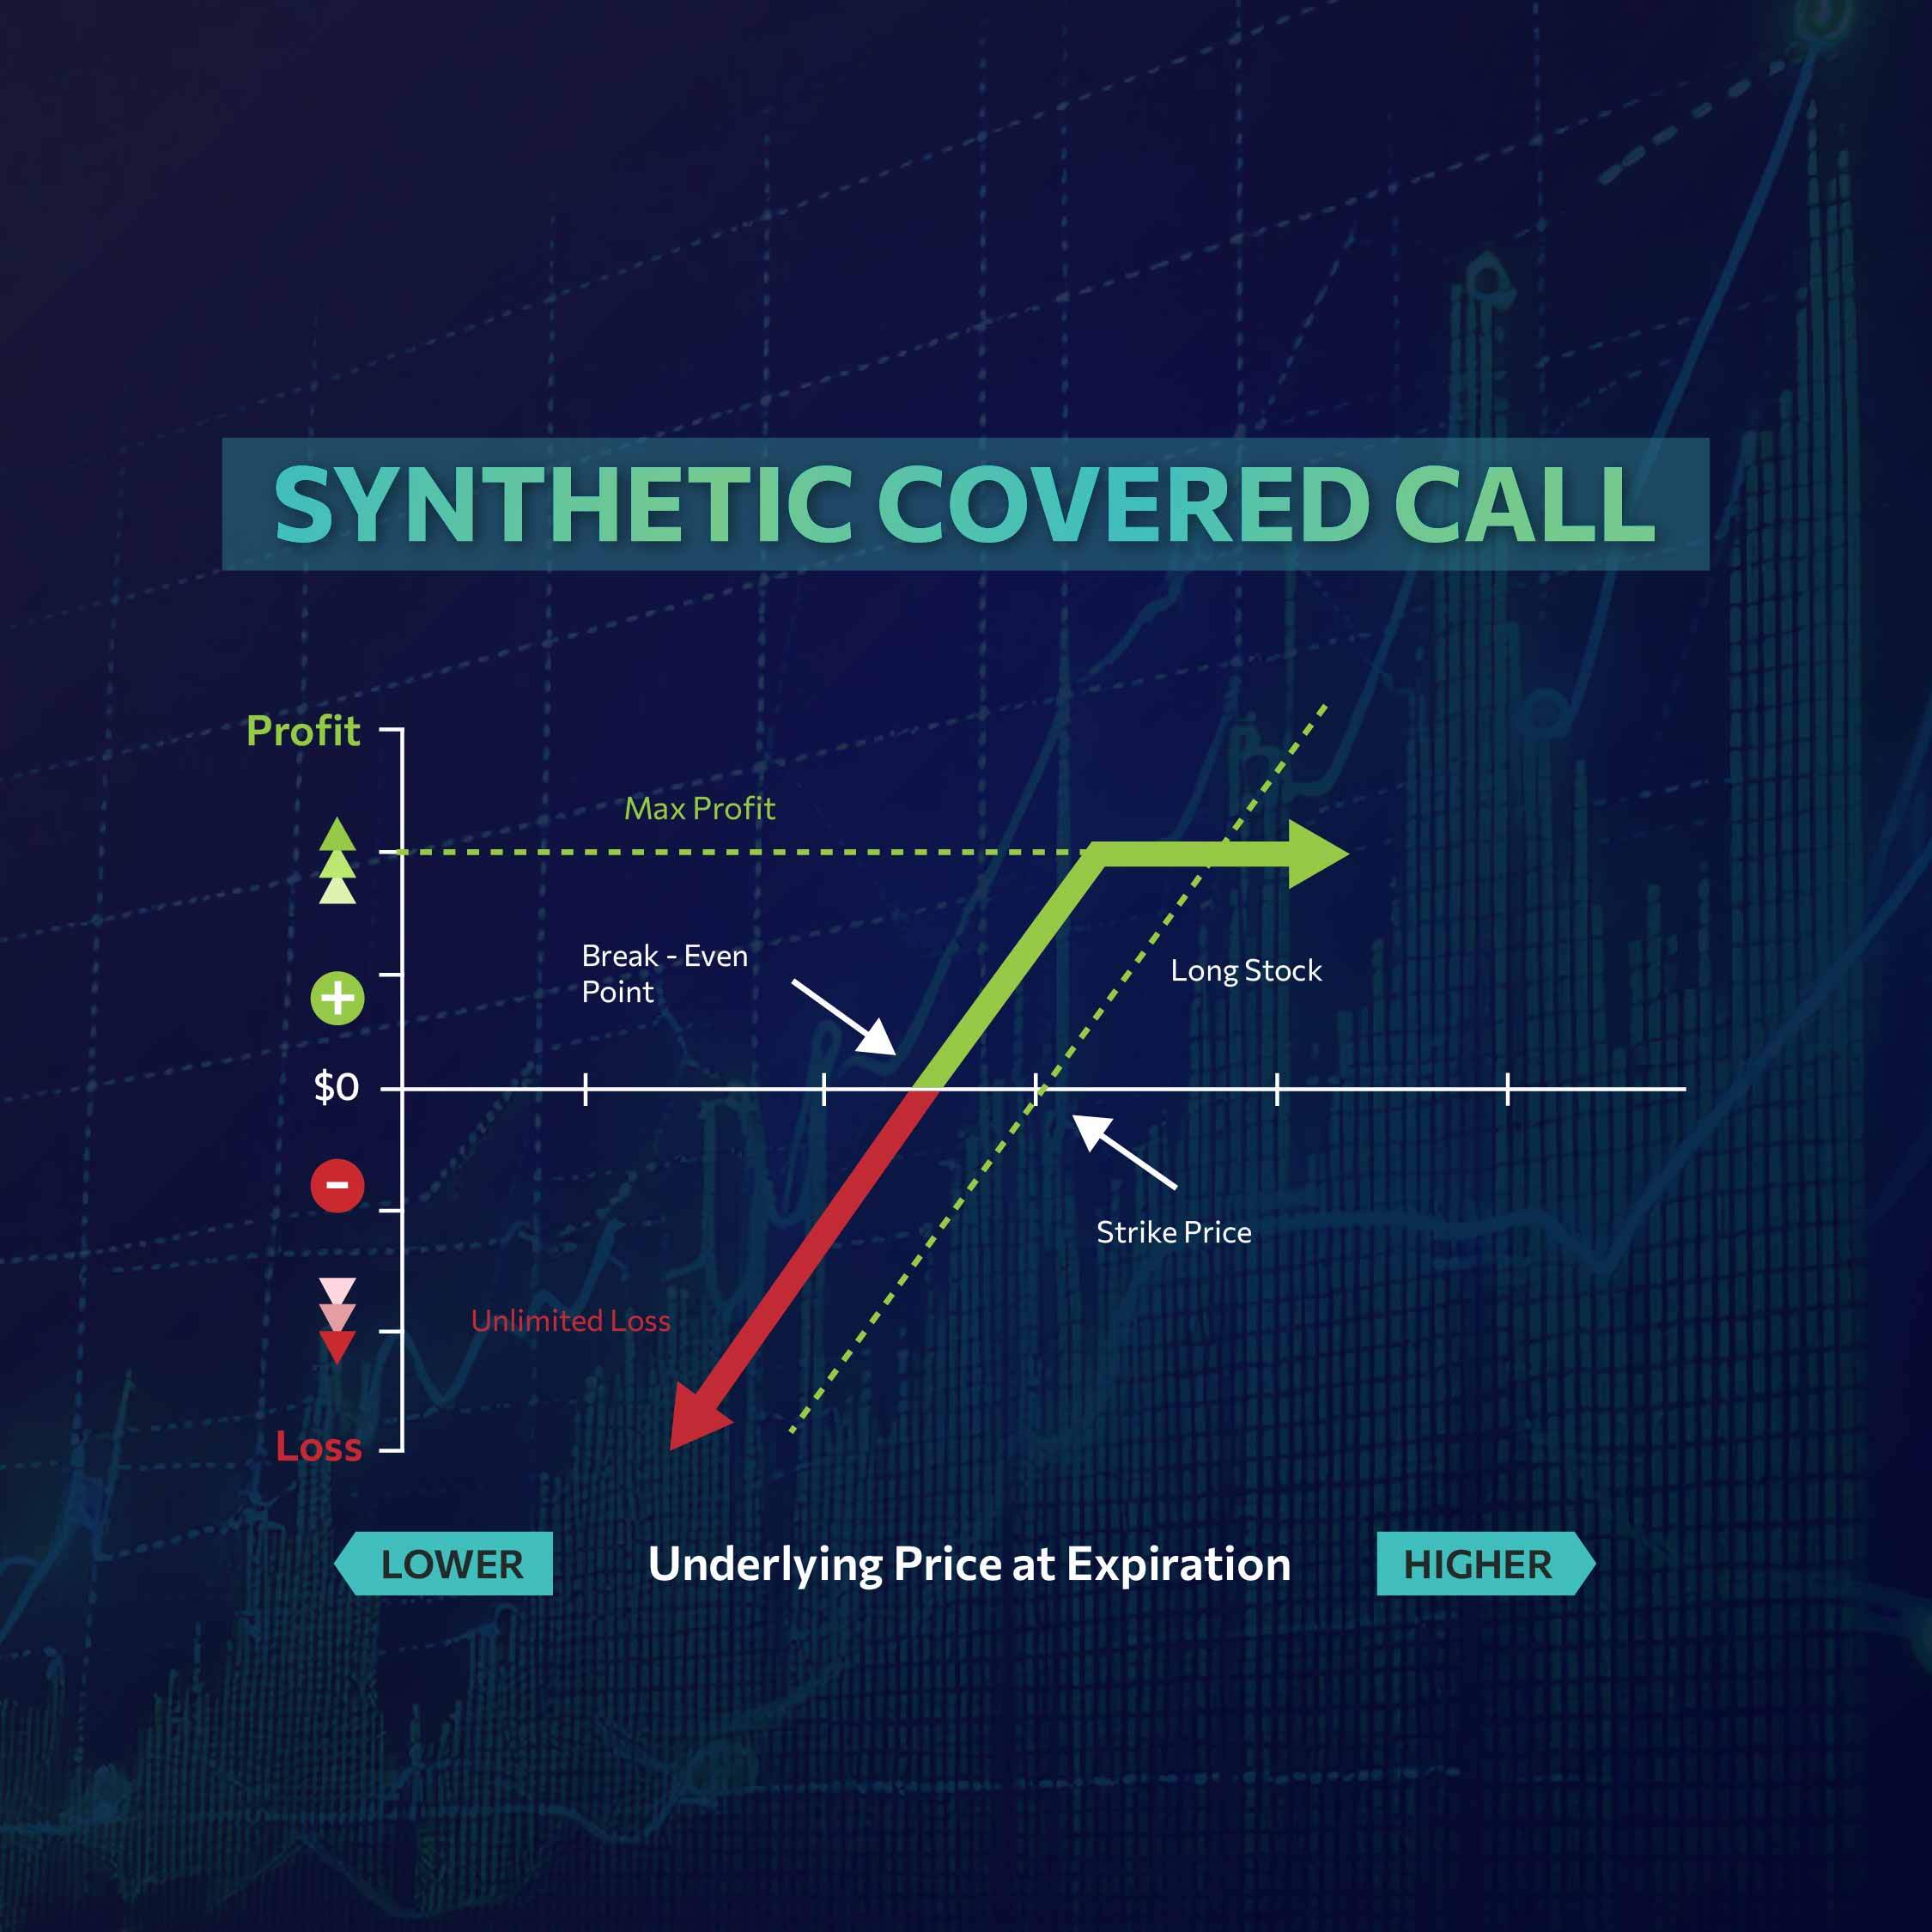 SYNTHETIC COVERED CALL
Profit
Max Profit
Break - Even
Point
Long Stock
$0
Strike Price
Unlimited Loss
Loss
LOWER
Underlying Price at Expiration
HIGHER